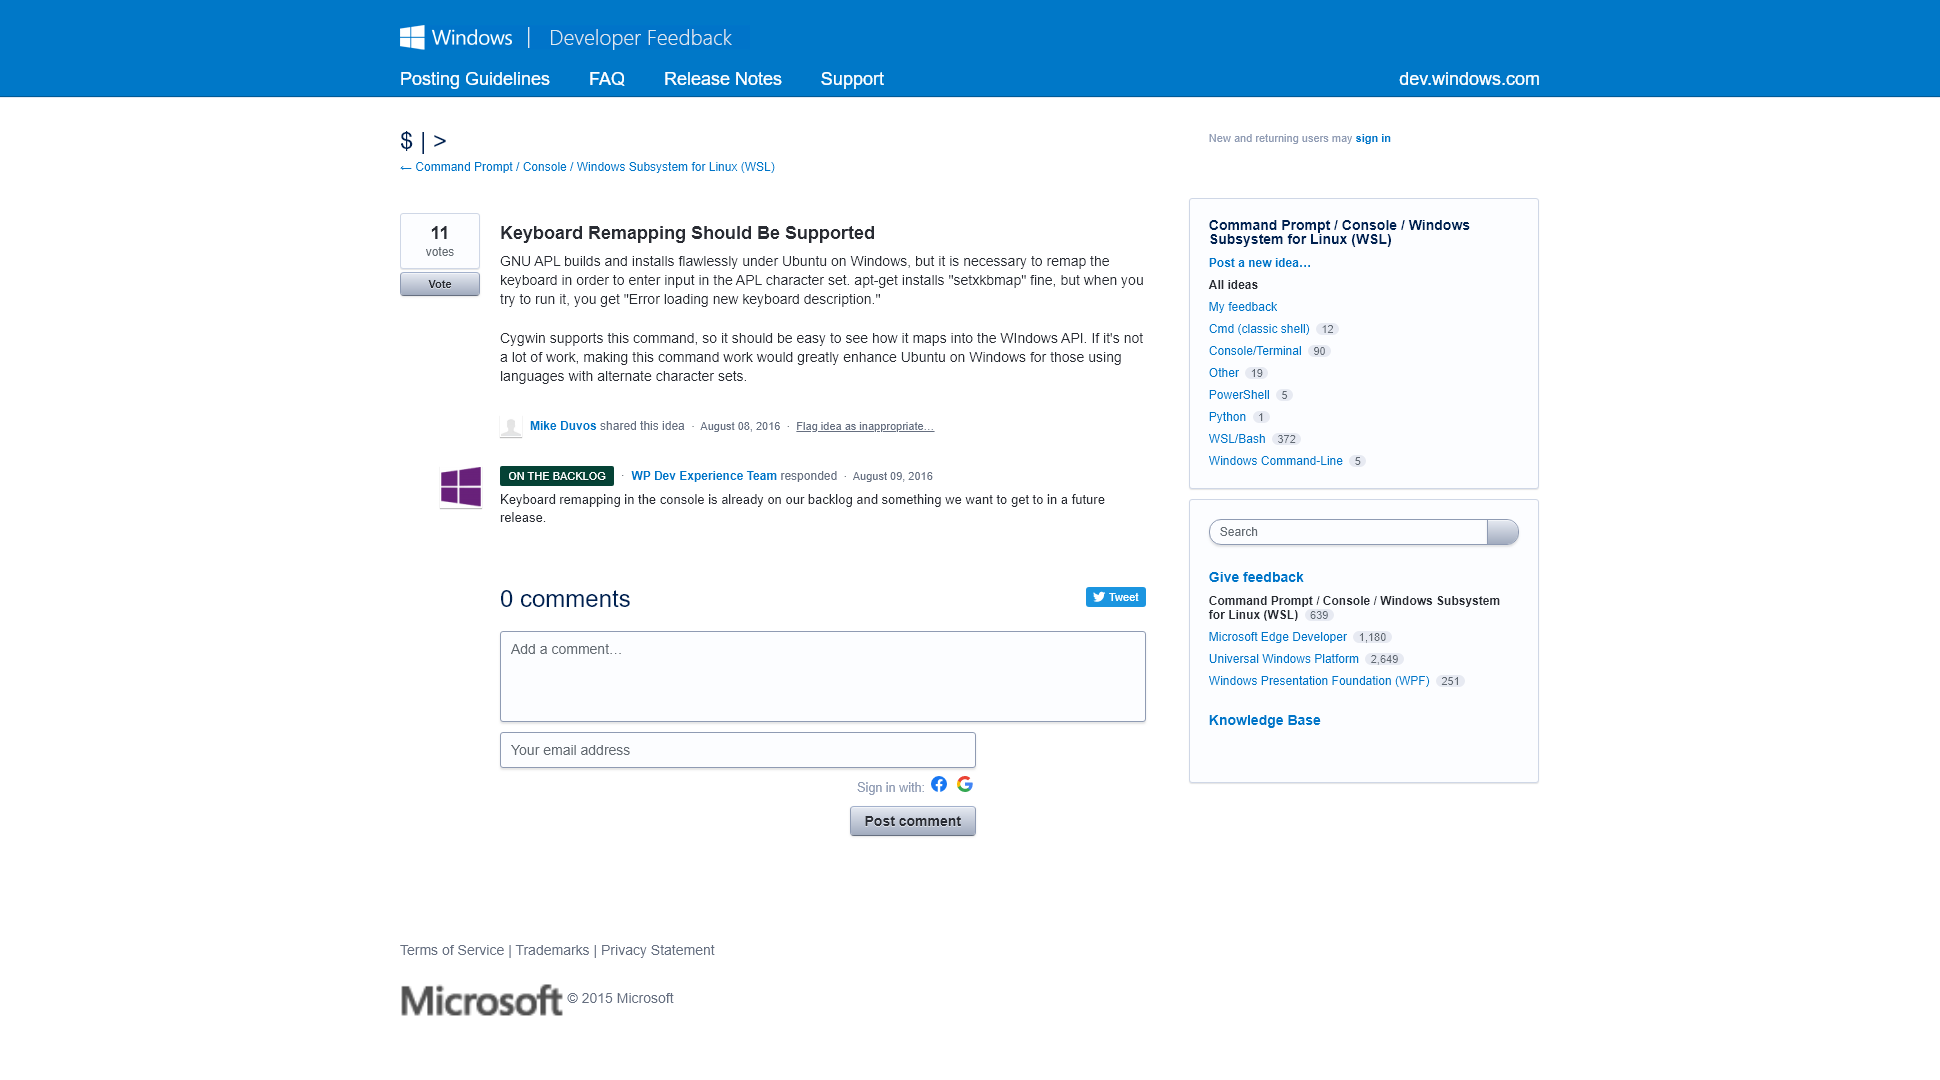 Windows | Developer Feedback
Posting Guidelines FAQ Release Notes Support dev.windows.com
$ | >
← Command Prompt / Console / Windows Subsystem for Linux (WSL)
New and returning users may sign in
11
votes
Vote
Keyboard Remapping Should Be Supported
GNU APL builds and installs flawlessly under Ubuntu on Windows, but it is necessary to remap the
keyboard in order to enter input in the APL character set. apt-get installs "setxkbmap" fine, but when you
try to run it, you get "Error loading new keyboard description."
Cygwin supports this command, so it should be easy to see how it maps into the WIndows API. If it's not
a lot of work, making this command work would greatly enhance Ubuntu on Windows for those using
languages with alternate character sets.
Mike Duvos shared this idea · August 08, 2016 · Flag idea as inappropriate…
ON THE BACKLOG · WP Dev Experience Team responded · August 09, 2016
Keyboard remapping in the console is already on our backlog and something we want to get to in a future
release.
0 comments
Tweet
Add a comment…
Your email address
Sign in with:
Post comment
Command Prompt / Console / Windows
Subsystem for Linux (WSL)
Post a new idea…
All ideas
My feedback
Cmd (classic shell) 12
Console/Terminal 90
Other 19
PowerShell 5
Python 1
WSL/Bash 372
Windows Command-Line 5
Search
Give feedback
Command Prompt / Console / Windows Subsystem
for Linux (WSL) 639
Microsoft Edge Developer 1,180
Universal Windows Platform 2,649
Windows Presentation Foundation (WPF) 251
Knowledge Base
Terms of Service | Trademarks | Privacy Statement
Microsoft © 2015 Microsoft